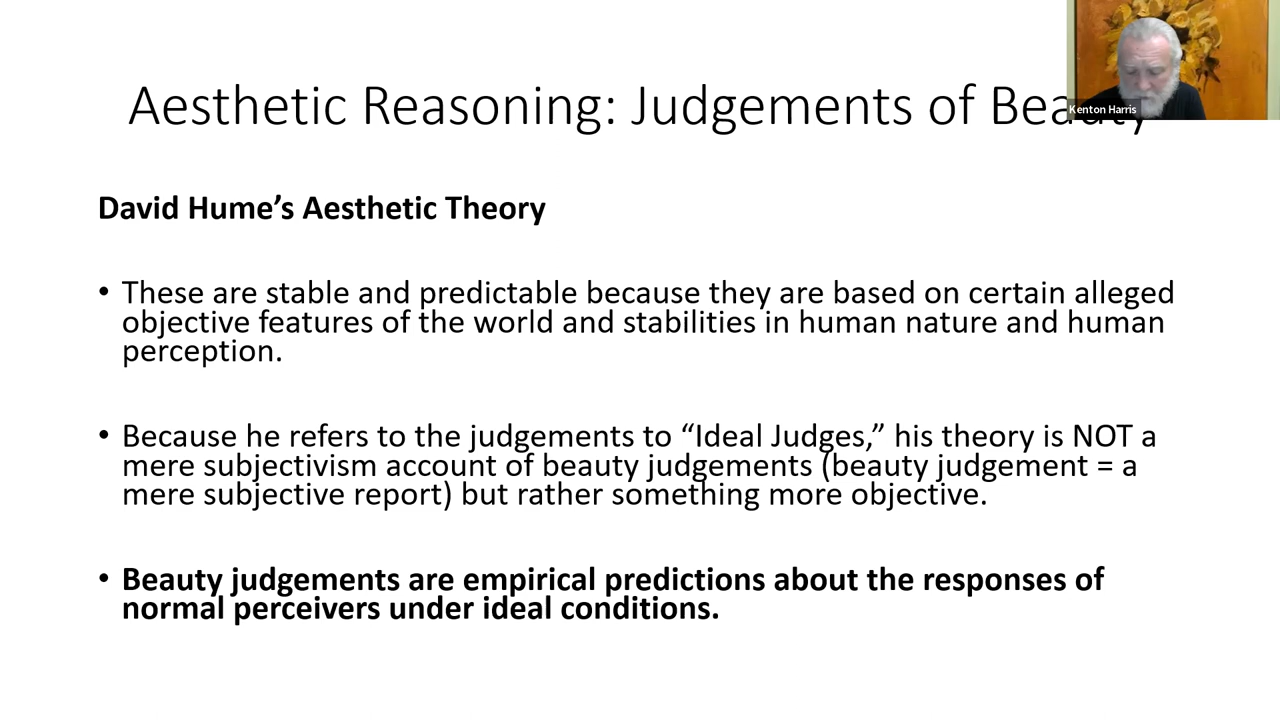 Aesthetic Reasoning: Judgements of Beauty
Kenton Harris
David Hume’s Aesthetic Theory
• These are stable and predictable because they are based on certain alleged
objective features of the world and stabilities in human nature and human
perception.
• Because he refers to the judgements to “Ideal Judges,” his theory is NOT a
mere subjectivism account of beauty judgements (beauty judgement = a
mere subjective report) but rather something more objective.
• Beauty judgements are empirical predictions about the responses of
normal perceivers under ideal conditions.